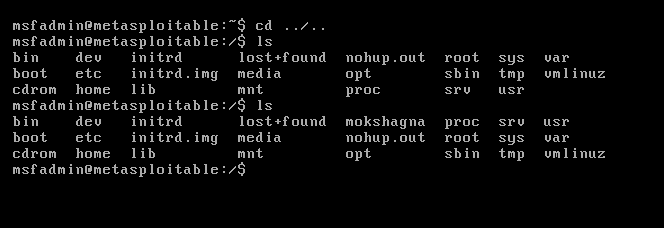 msfadmin@metasploitable:~$ cd ../..
msfadmin@metasploitable:/$ ls
bin    dev   initrd      lost+found  nohup.out  root  sys  var
boot   etc   initrd.img  media       opt        sbin  tmp  vmlinuz
cdrom  home  lib         mnt         proc       srv   usr
msfadmin@metasploitable:/$ ls
bin    dev   initrd      lost+found  mokshagna  proc  srv  usr
boot   etc   initrd.img  media       nohup.out  root  sys  var
cdrom  home  lib         mnt         opt        sbin  tmp  vmlinuz
msfadmin@metasploitable:/$